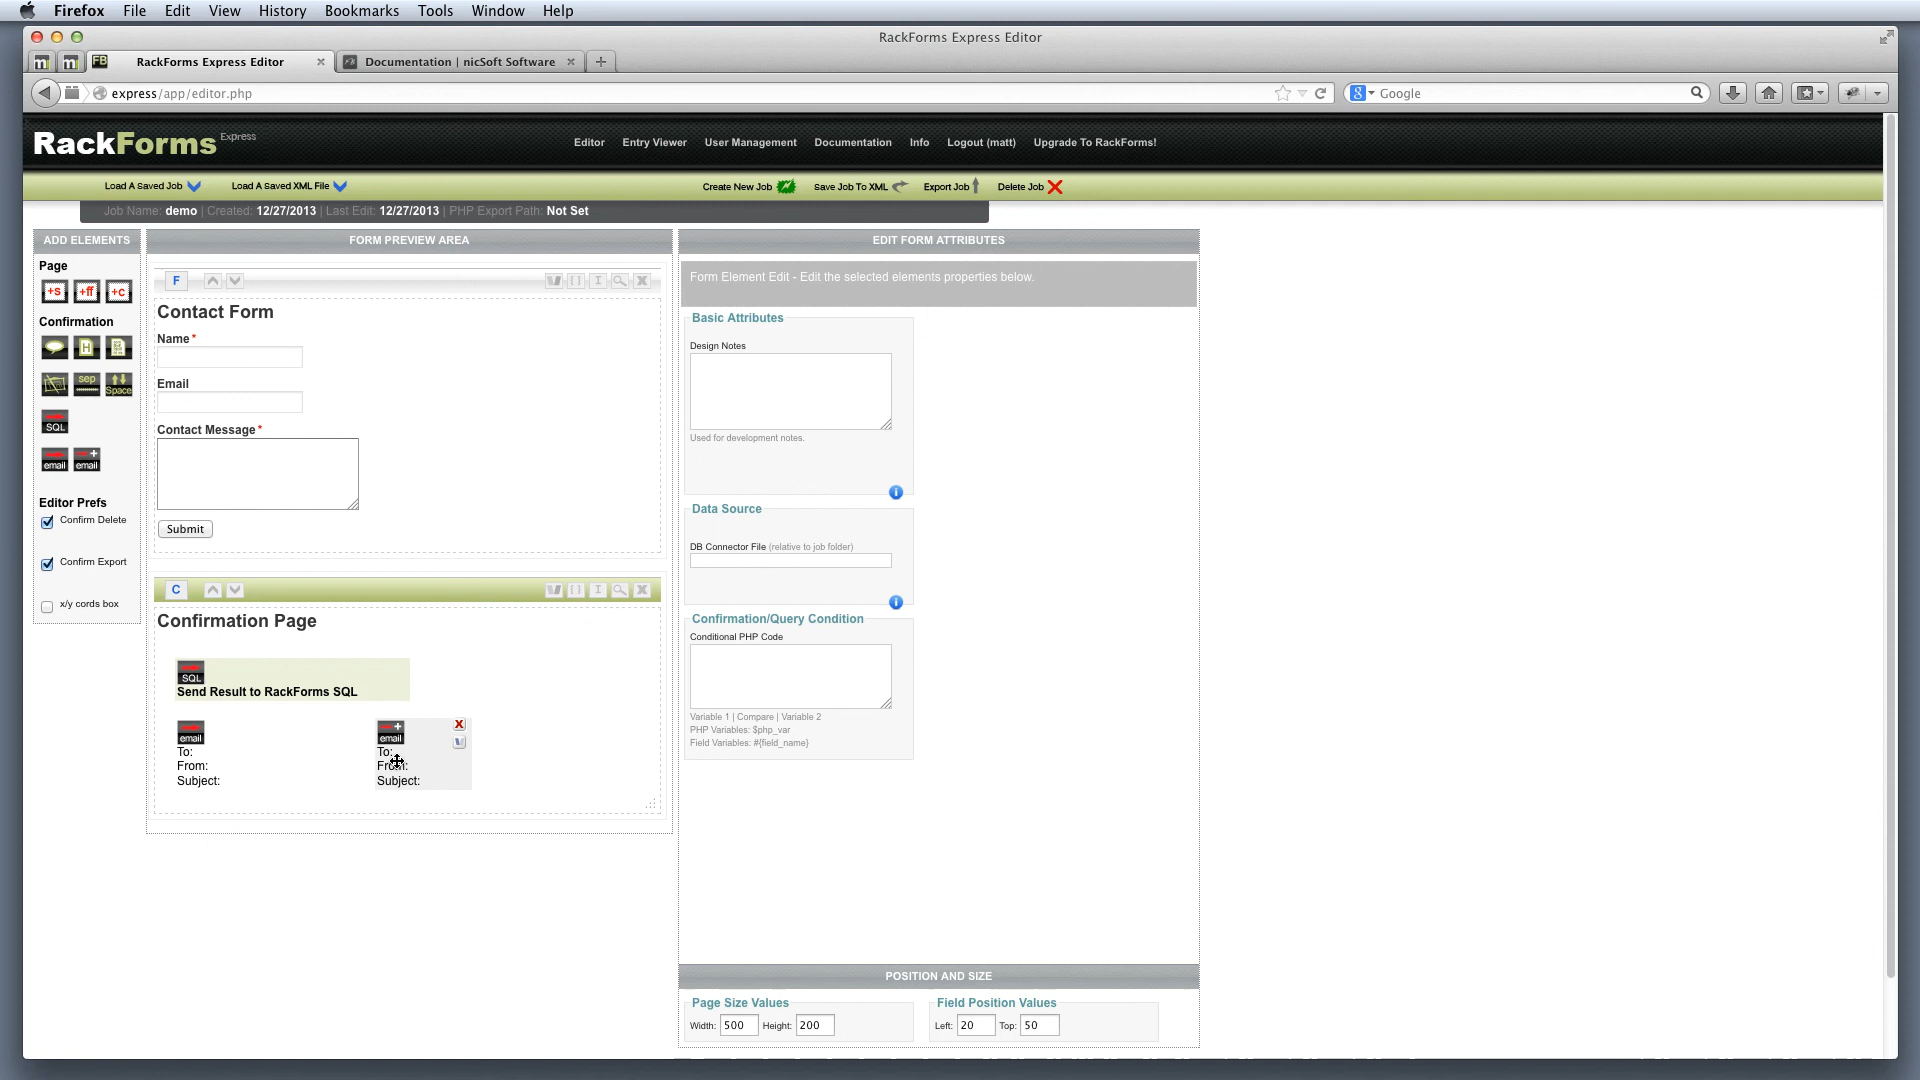 Firefox File Edit View History Bookmarks Tools Window Help
RackForms Express Editor
m m FB RackForms Express Editor × Documentation | nicSoft Software × +
express/app/editor.php
Google
RackForms Express
Editor Entry Viewer User Management Documentation Info Logout (matt) Upgrade To RackForms!
Load A Saved Job Load A Saved XML File Create New Job Save Job To XML Export Job Delete Job
Job Name: demo | Created: 12/27/2013 | Last Edit: 12/27/2013 | PHP Export Path: Not Set
ADD ELEMENTS
Page
+s +ff +c
Confirmation
H
sep Space
SQL
email email
Editor Prefs
Confirm Delete
Confirm Export
x/y cords box
FORM PREVIEW AREA
F
Contact Form
Name*
Email
Contact Message*
Submit
C
Confirmation Page
SQL
Send Result to RackForms SQL
email
To:
From:
Subject:
email
To:
From:
Subject:
EDIT FORM ATTRIBUTES
Form Element Edit - Edit the selected elements properties below.
Basic Attributes
Design Notes
Used for development notes.
Data Source
DB Connector File (relative to job folder)
Confirmation/Query Condition
Conditional PHP Code
Variable 1 | Compare | Variable 2
PHP Variables: $php_var
Field Variables: #{field_name}
POSITION AND SIZE
Page Size Values
Width: 500 Height: 200
Field Position Values
Left: 20 Top: 50